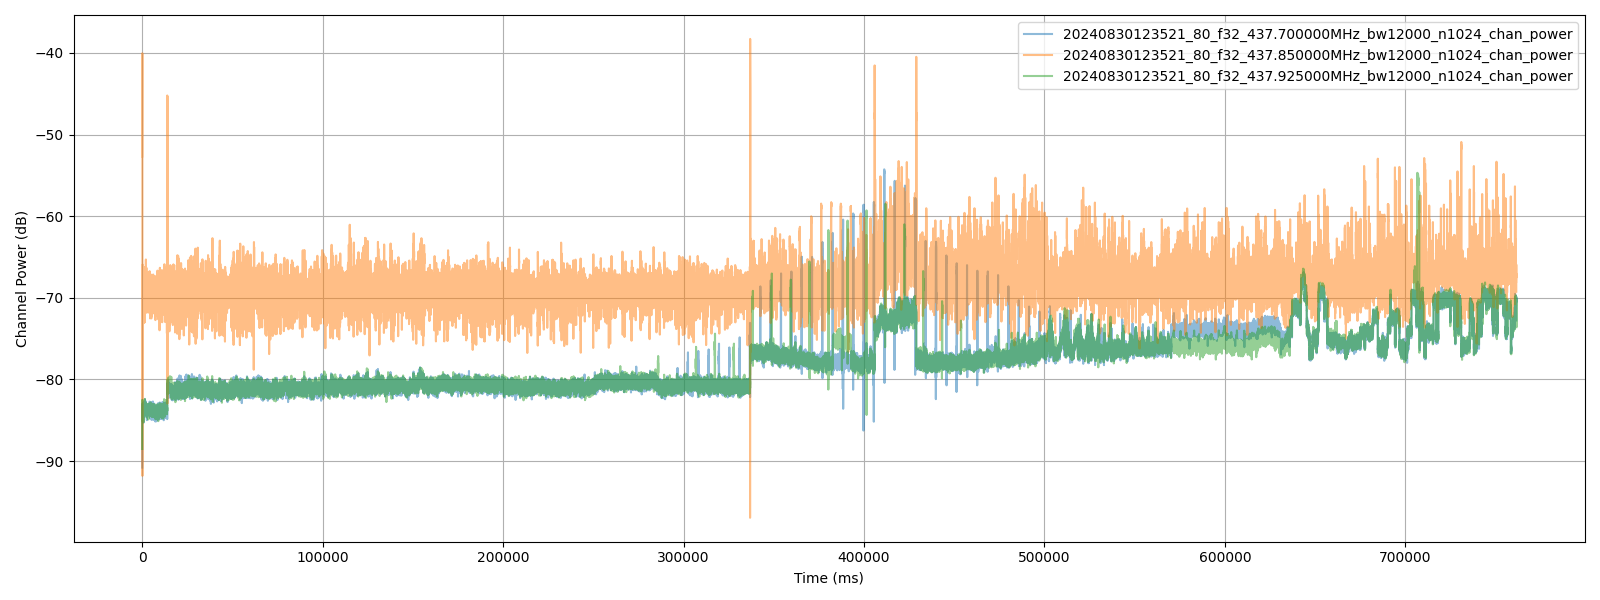 20240830123521_80_f32_437.700000MHz_bw12000_n1024_chan_power
20240830123521_80_f32_437.850000MHz_bw12000_n1024_chan_power
20240830123521_80_f32_437.925000MHz_bw12000_n1024_chan_power
Channel Power (dB)
−40
−50
−60
−70
−80
−90
0 100000 200000 300000 400000 500000 600000 700000
Time (ms)